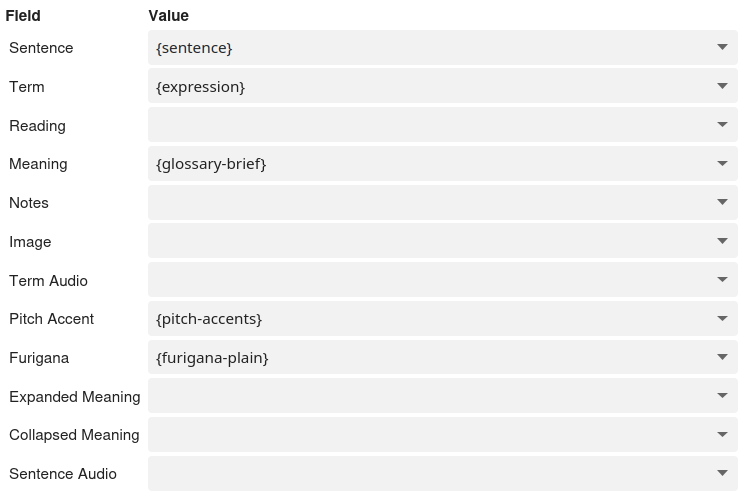 Field Value
Sentence {sentence}
Term {expression}
Reading
Meaning {glossary-brief}
Notes
Image
Term Audio
Pitch Accent {pitch-accents}
Furigana {furigana-plain}
Expanded Meaning
Collapsed Meaning
Sentence Audio